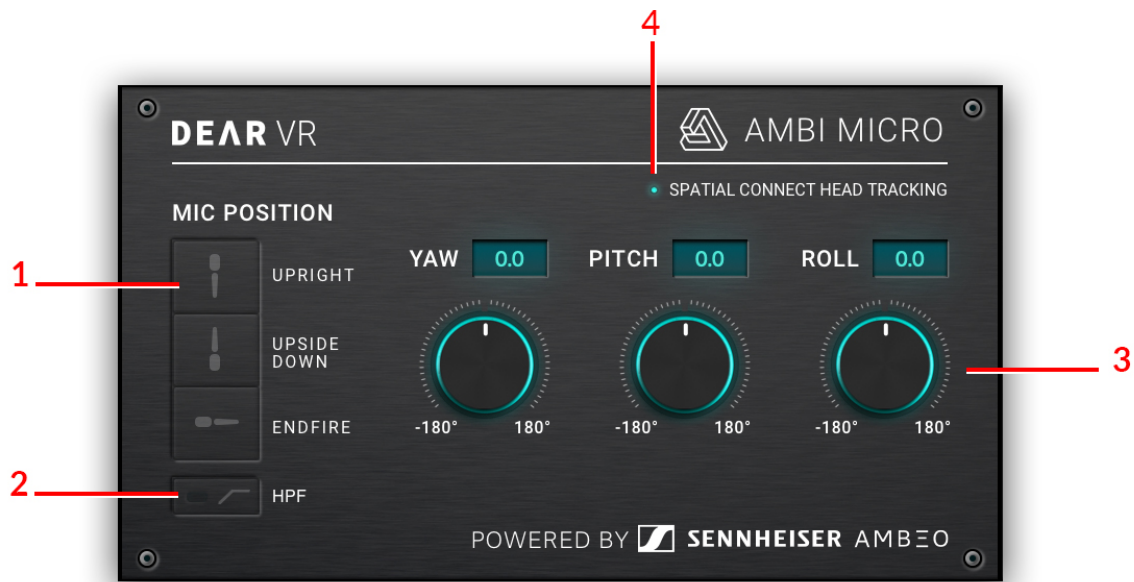 4
DEAR VR
AMBI MICRO
SPATIAL CONNECT HEAD TRACKING
MIC POSITION
1
UPRIGHT
UPSIDE
DOWN
ENDFIRE
2
HPF
YAW 0.0
-180° 180°
PITCH 0.0
-180° 180°
ROLL 0.0
-180° 180°
3
POWERED BY SENNHEISER AMBEO